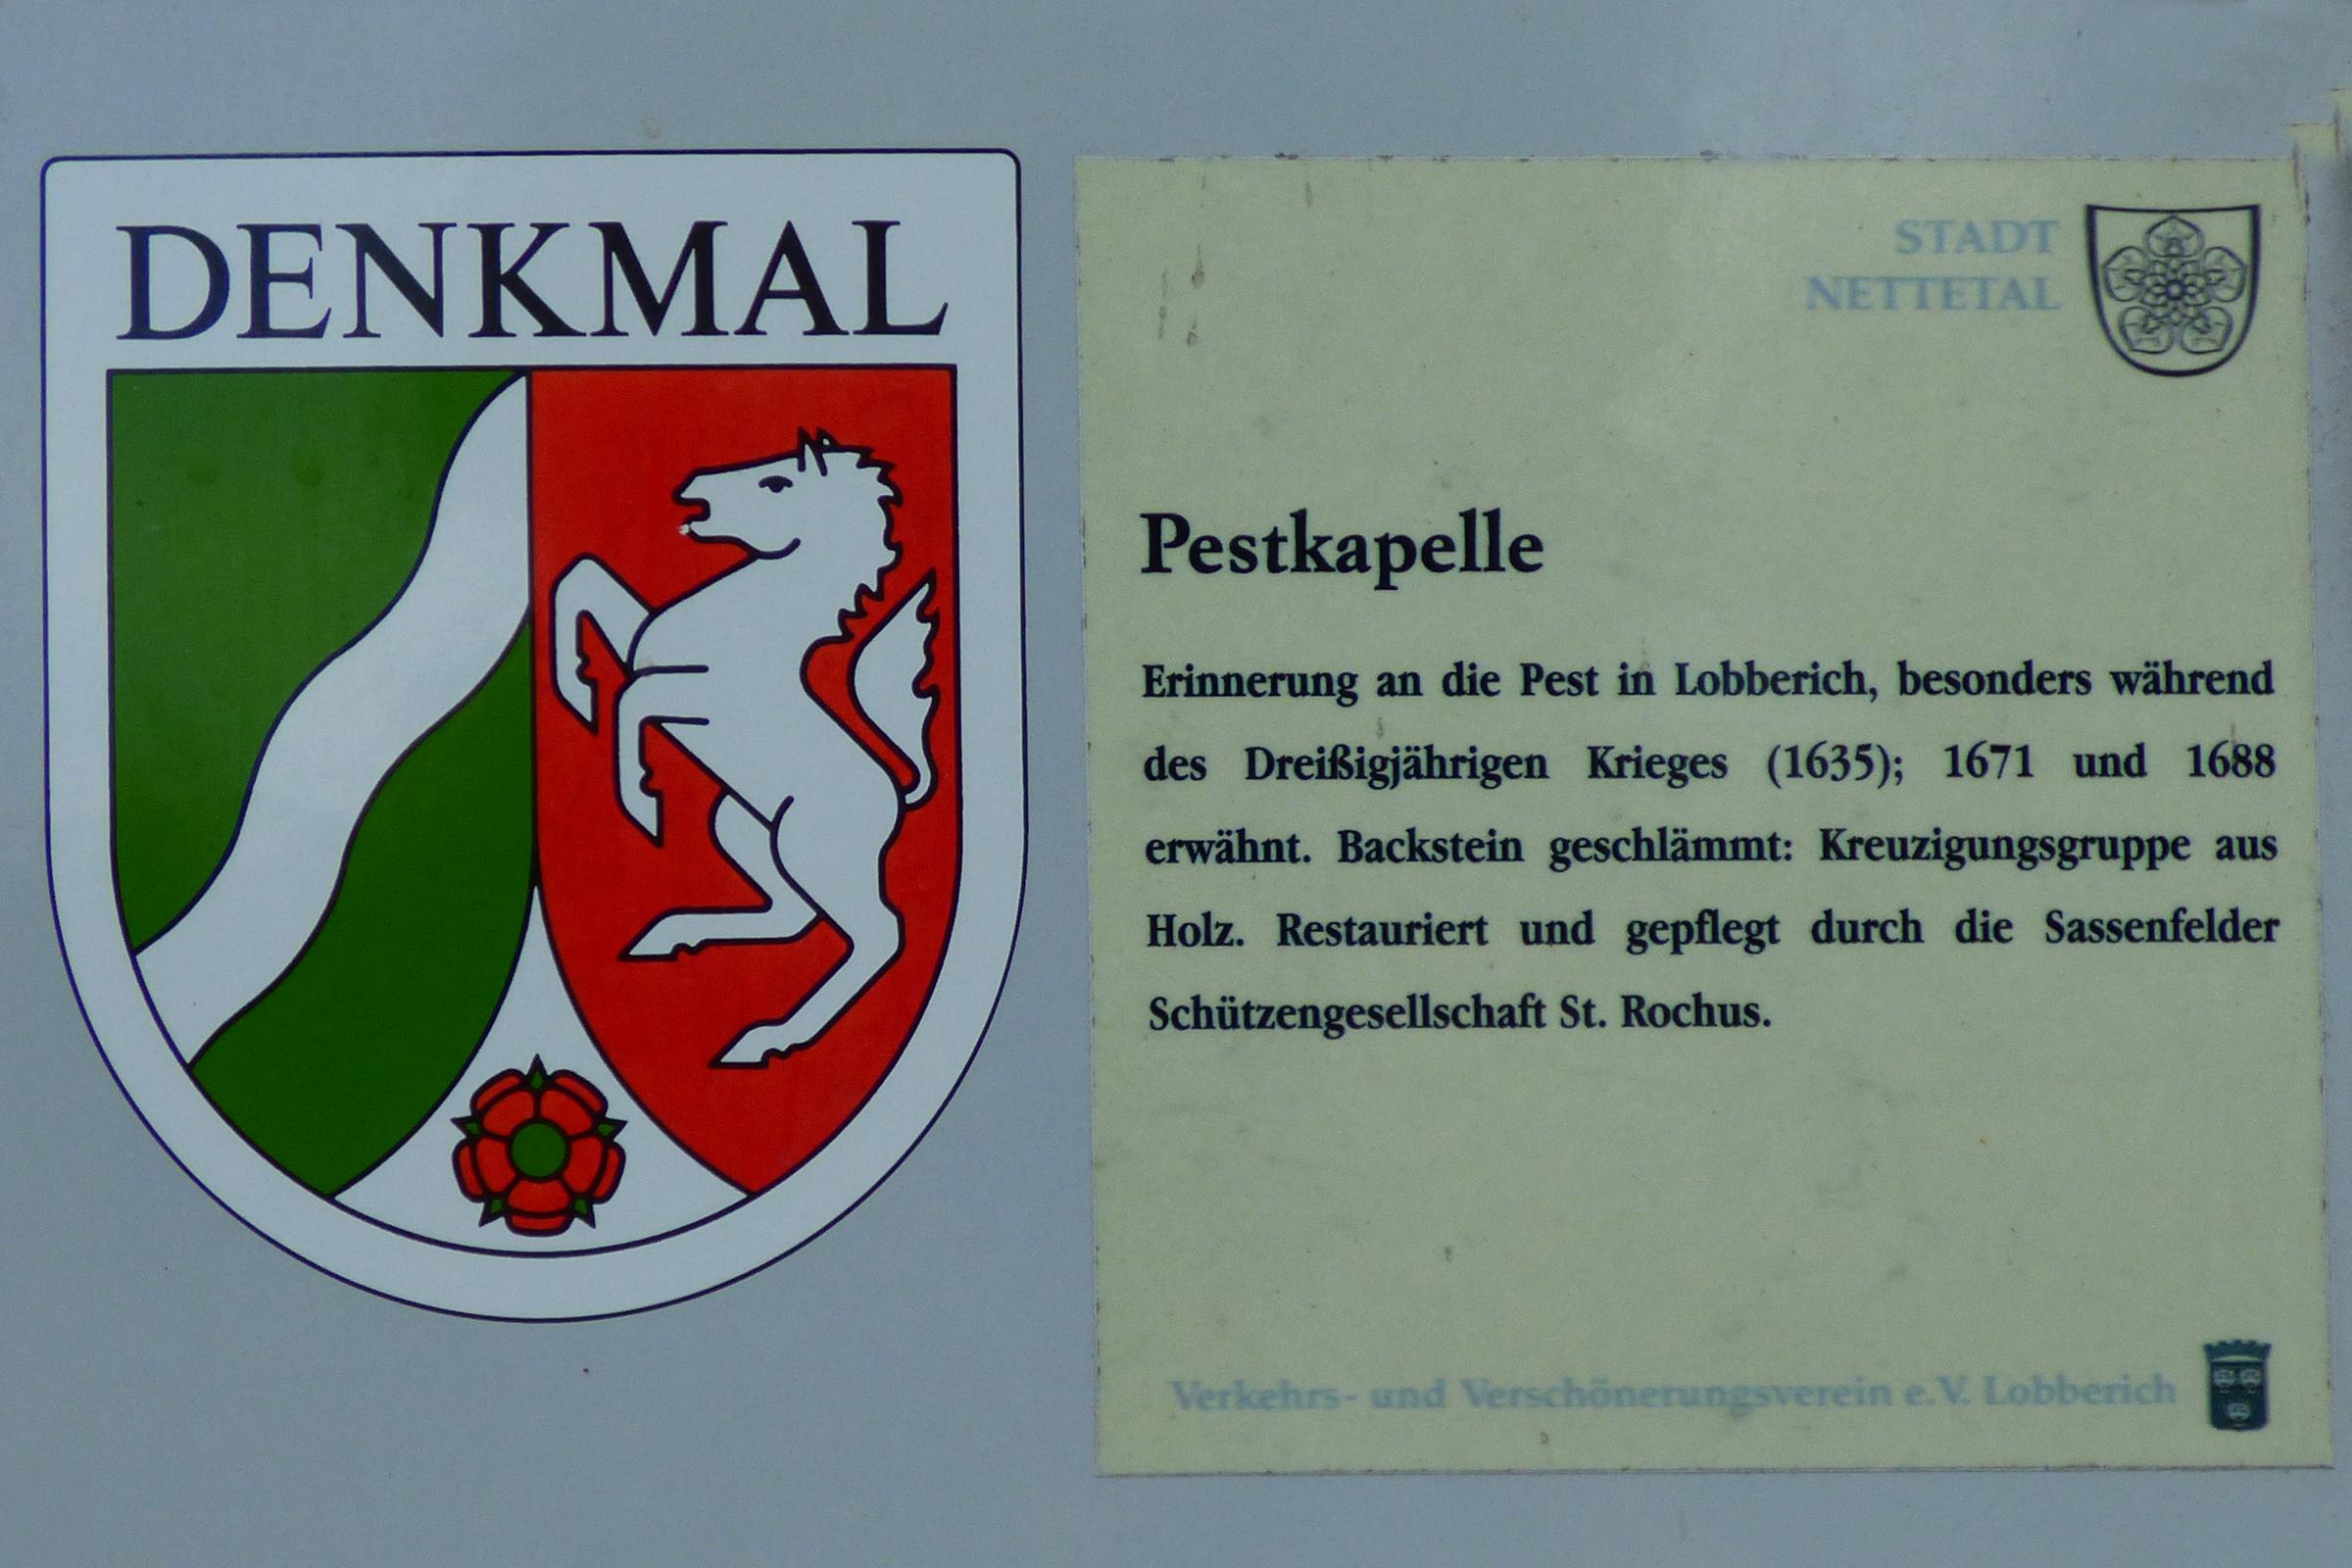 DENKMAL
STADT
NETTETAL
Pestkapelle
Erinnerung an die Pest in Lobberich, besonders während
des Dreißigjährigen Krieges (1635); 1671 und 1688
erwähnt. Backstein geschlämmt: Kreuzigungsgruppe aus
Holz. Restauriert und gepflegt durch die Sassenfelder
Schützengesellschaft St. Rochus.
Verkehrs- und Verschönerungsverein e.V. Lobberich